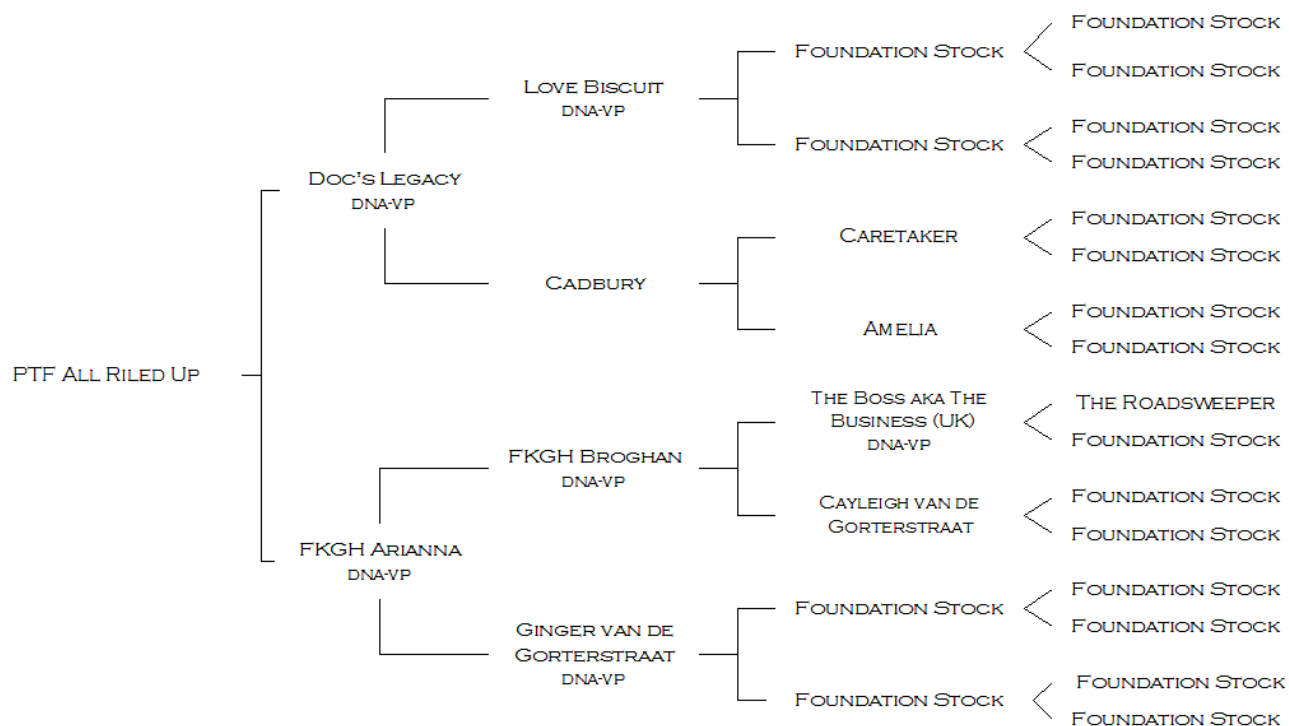 Foundation Stock
Foundation Stock
Foundation Stock
Love Biscuit
DNA-VP
Foundation Stock
Foundation Stock
Foundation Stock
Doc's Legacy
DNA-VP
Foundation Stock
Caretaker
Foundation Stock
Cadbury
Foundation Stock
Amelia
Foundation Stock
PTF All Riled Up
The Boss aka The
Business (UK)
DNA-VP
The Roadsweeper
Foundation Stock
FKGH Broghan
DNA-VP
Foundation Stock
Cayleigh van de
Gorterstraat
Foundation Stock
FKGH Arianna
DNA-VP
Foundation Stock
Foundation Stock
Foundation Stock
Ginger van de
Gorterstraat
DNA-VP
Foundation Stock
Foundation Stock
Foundation Stock